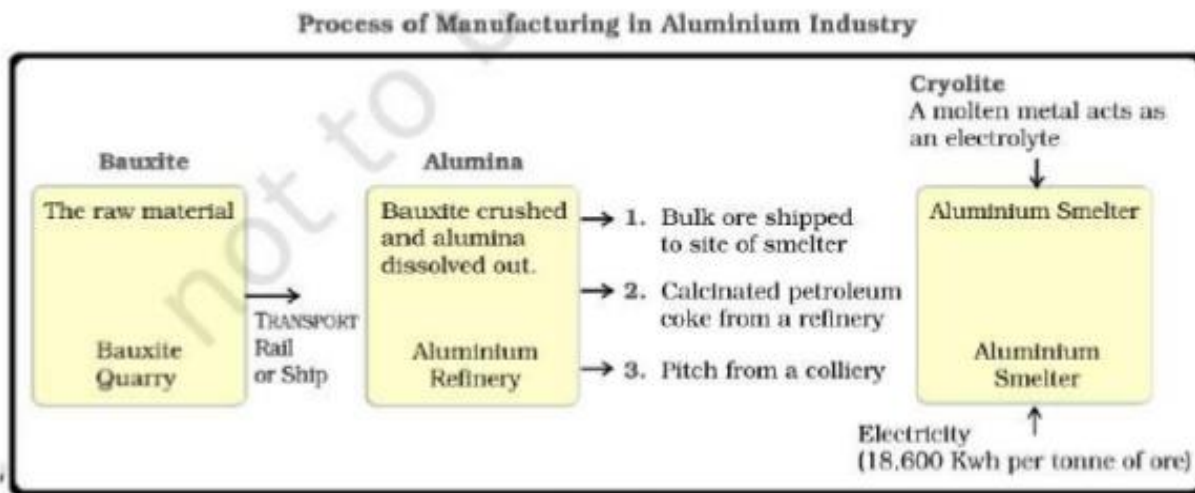 Process of Manufacturing in Aluminium Industry
Bauxite
The raw material
Bauxite
Quarry
TRANSPORT
Rail
or Ship
Alumina
Bauxite crushed
and alumina
dissolved out.
Aluminium
Refinery
1. Bulk ore shipped
to site of smelter
2. Calcinated petroleum
coke from a refinery
3. Pitch from a colliery
Cryolite
A molten metal acts as
an electrolyte
Aluminium Smelter
Aluminium
Smelter
Electricity
(18,600 Kwh per tonne of ore)
not to